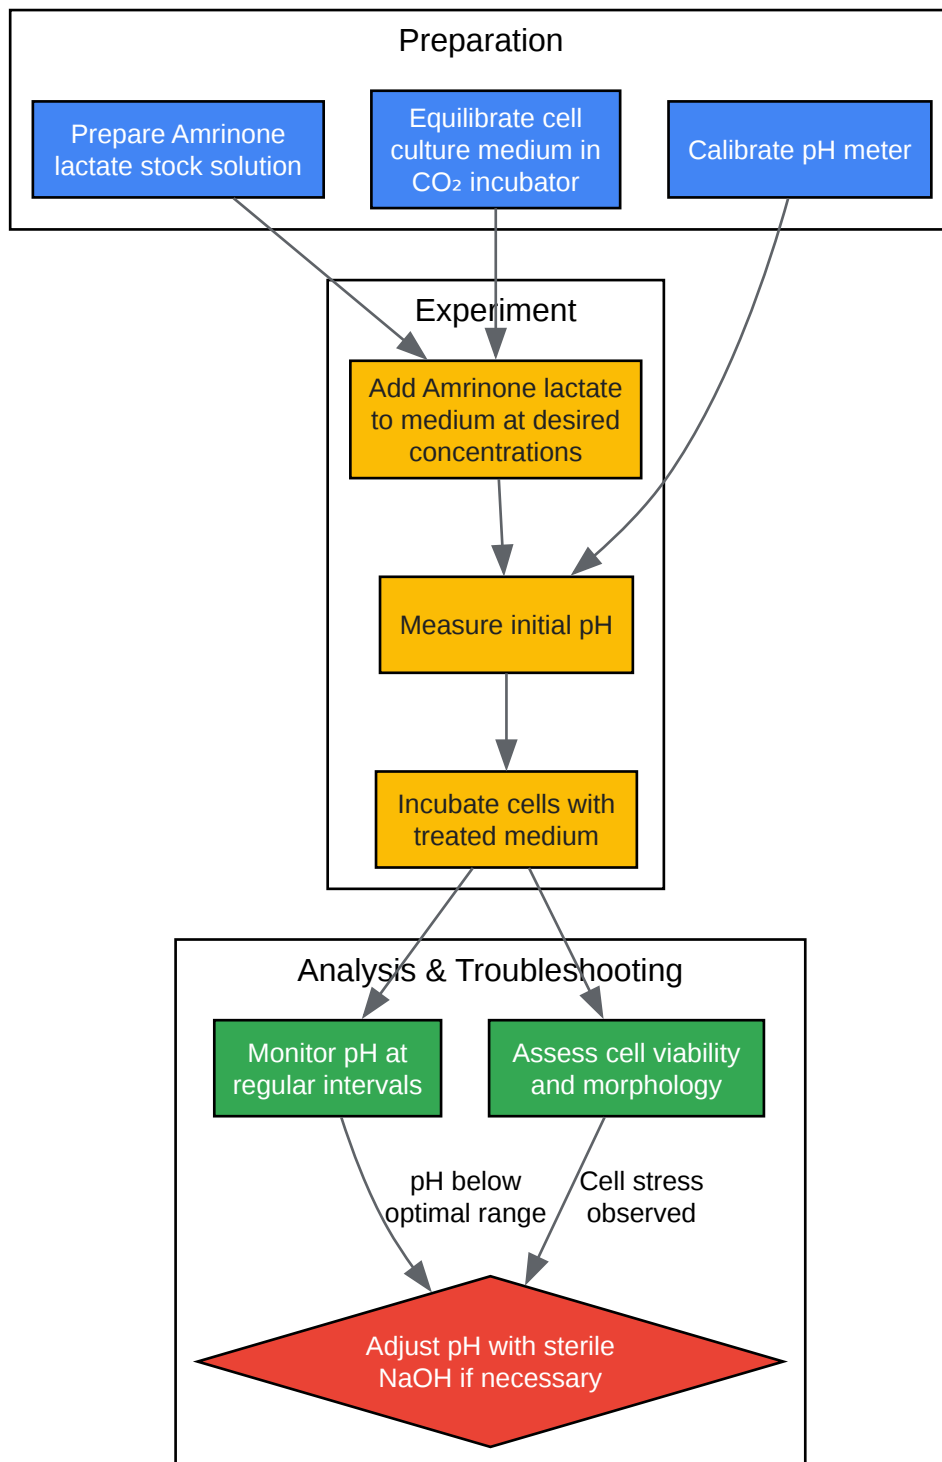 Preparation
Prepare Amrinone
lactate stock solution
Equilibrate cell
culture medium in
CO₂ incubator
Calibrate pH meter
Experiment
Add Amrinone lactate
to medium at desired
concentrations
Measure initial pH
Incubate cells with
treated medium
Analysis & Troubleshooting
Monitor pH at
regular intervals
Assess cell viability
and morphology
pH below
optimal range
Cell stress
observed
Adjust pH with sterile
NaOH if necessary